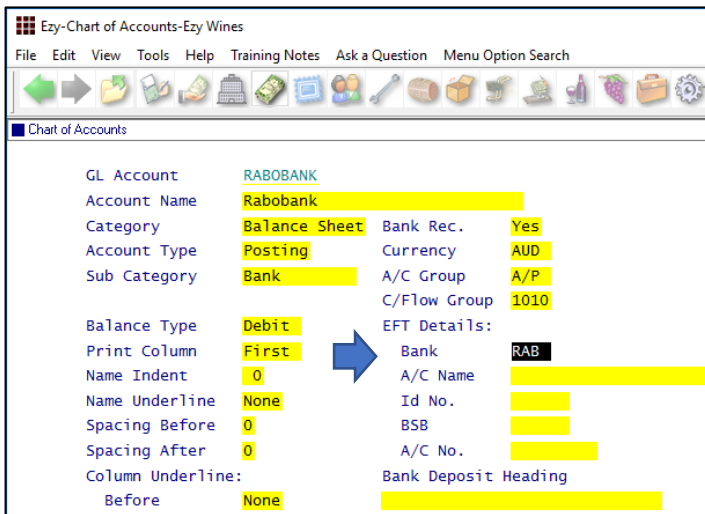 Ezy-Chart of Accounts-Ezy Wines
File Edit View Tools Help Training Notes Ask a Question Menu Option Search
Chart of Accounts
GL Account RABOBANK
Account Name Rabobank
Category Balance Sheet Bank Rec. Yes
Account Type Posting Currency AUD
Sub Category Bank A/C Group A/P
C/Flow Group 1010
Balance Type Debit EFT Details:
Print Column First Bank RAB
Name Indent 0 A/C Name
Name Underline None Id No.
Spacing Before 0 BSB
Spacing After 0 A/C No.
Column Underline: Bank Deposit Heading
Before None